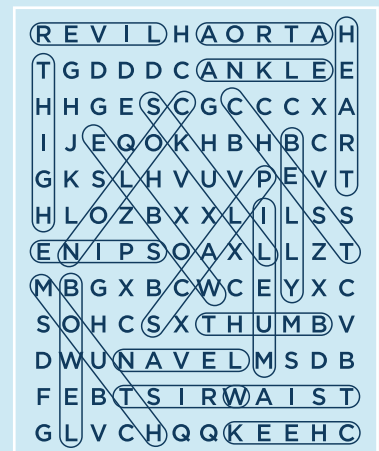 R E V I L H A O R T A H
T G D D D C A N K L E E
H H G E S C G C C C X A
I J E Q O K H B H B C R
G K S L H V U V P E V T
H L O Z B X X L I L S S
E N I P S O A X L L Z T
M B G X B C W C E Y X C
S O H C S X T H U M B V
D W U N A V E L M S D B
F E B T S I R W A I S T
G L V C H Q Q K E E H C